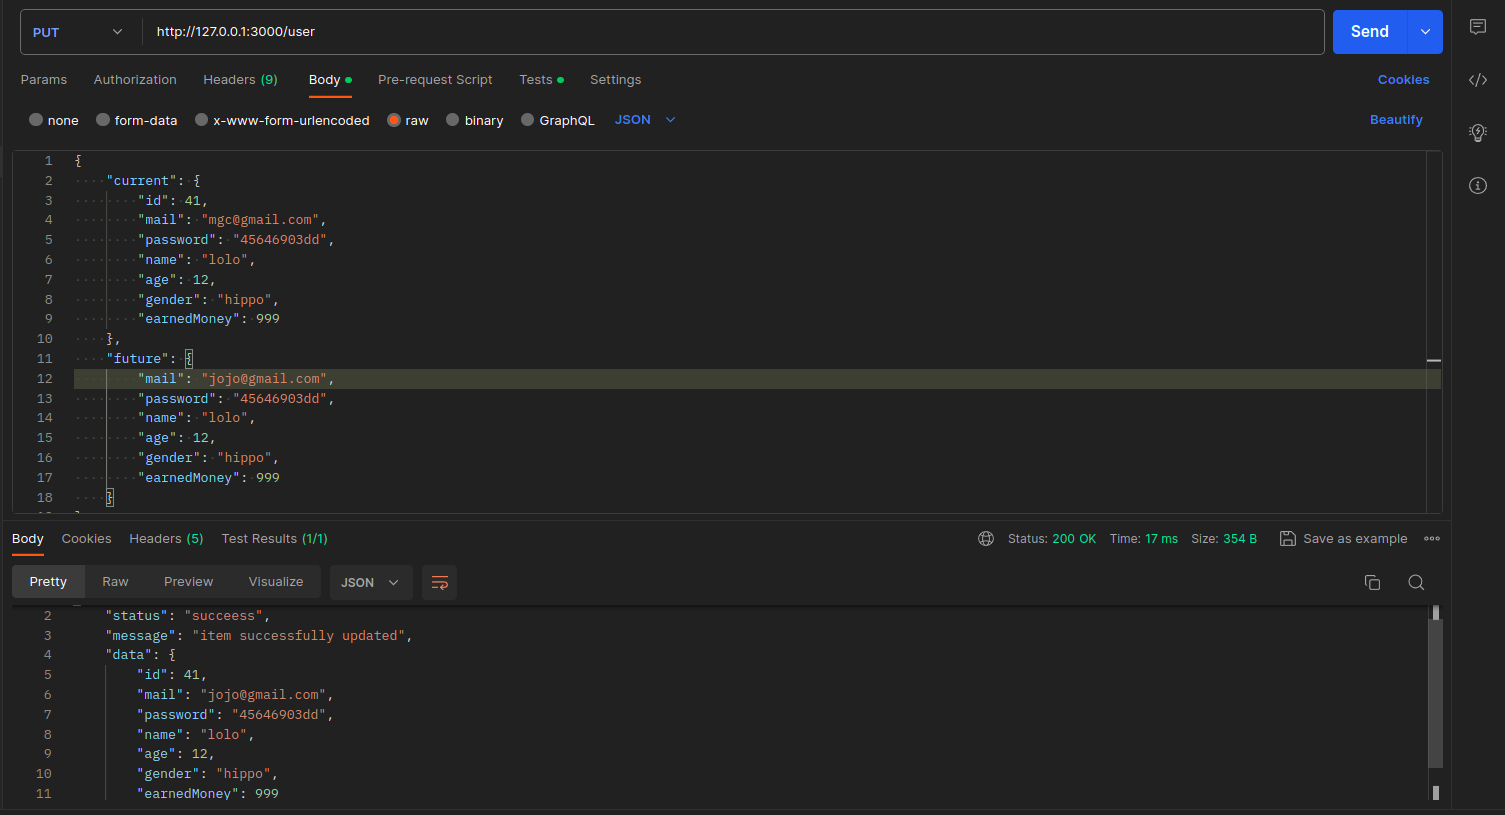 PUT http://127.0.0.1:3000/user Send
Params Authorization Headers (9) Body Pre-request Script Tests Settings Cookies
none form-data x-www-form-urlencoded raw binary GraphQL JSON Beautify
1 {
2 "current": {
3 "id": 41,
4 "mail": "mgc@gmail.com",
5 "password": "45646903dd",
6 "name": "lolo",
7 "age": 12,
8 "gender": "hippo",
9 "earnedMoney": 999
10 },
11 "future": {
12 "mail": "jojo@gmail.com",
13 "password": "45646903dd",
14 "name": "lolo",
15 "age": 12,
16 "gender": "hippo",
17 "earnedMoney": 999
18 }
Body Cookies Headers (5) Test Results (1/1) Status: 200 OK Time: 17 ms Size: 354 B Save as example
Pretty Raw Preview Visualize JSON
2 "status": "succeess",
3 "message": "item successfully updated",
4 "data": {
5 "id": 41,
6 "mail": "jojo@gmail.com",
7 "password": "45646903dd",
8 "name": "lolo",
9 "age": 12,
10 "gender": "hippo",
11 "earnedMoney": 999